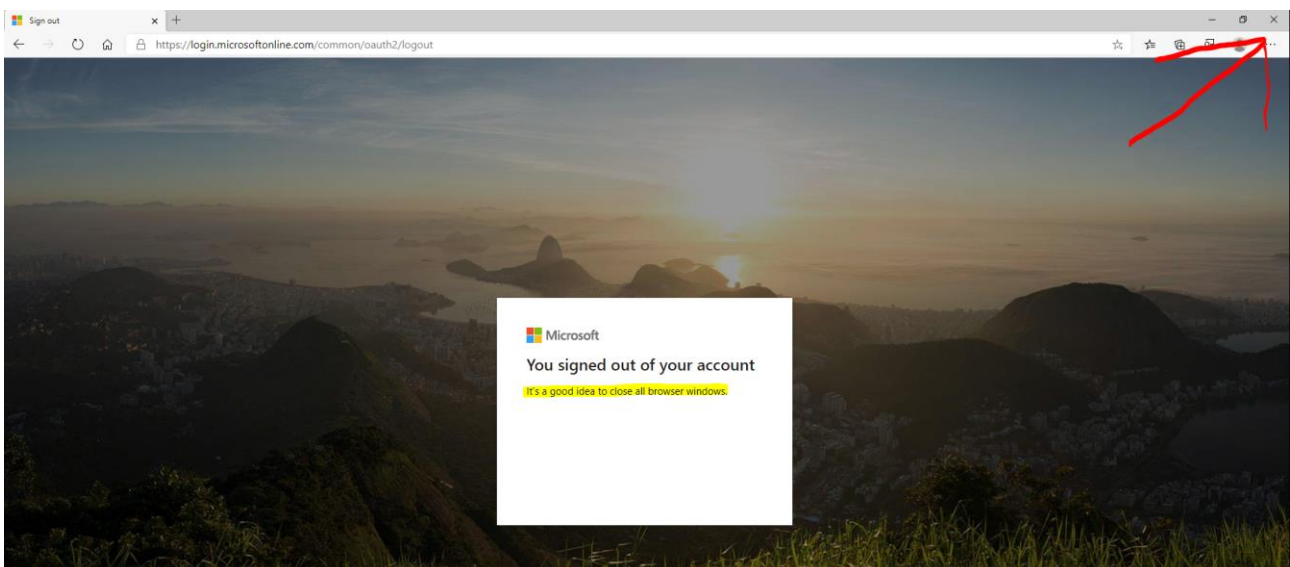 Sign out
https://login.microsoftonline.com/common/oauth2/logout
Microsoft
You signed out of your account
It's a good idea to close all browser windows.